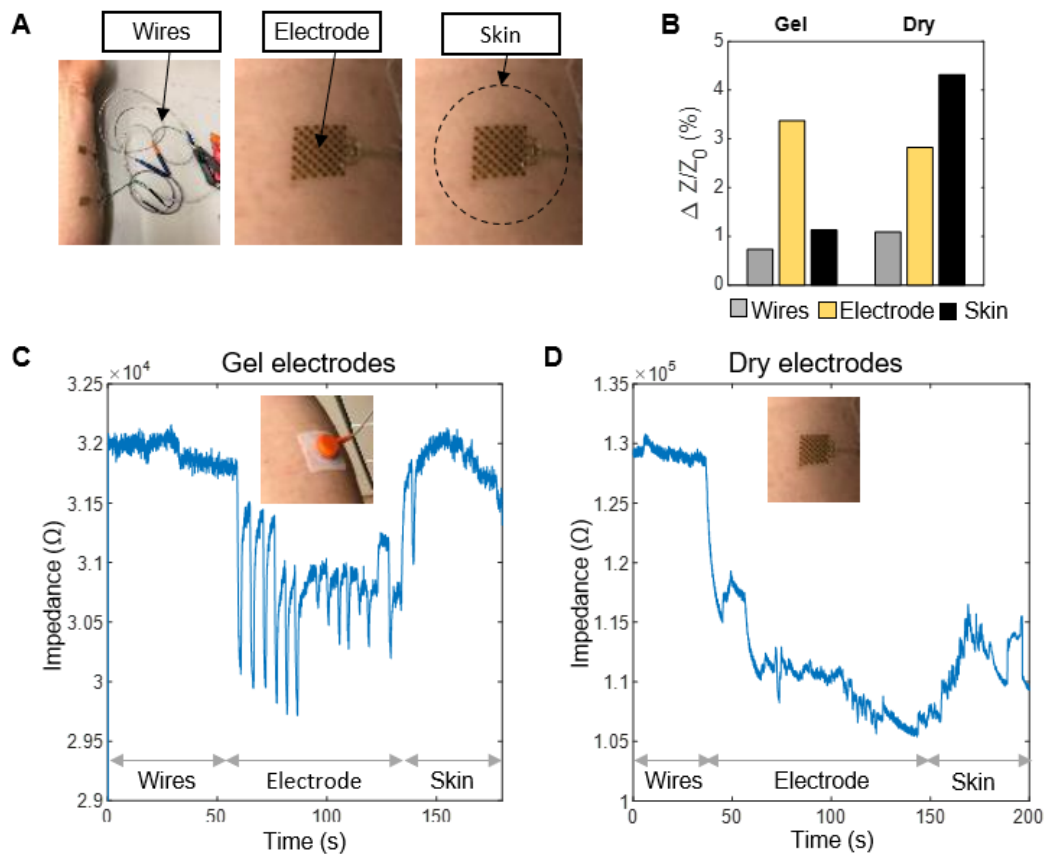 A
Wires
Electrode
Skin
B
Gel
Dry
Δ Z/Z0 (%)
5
4
3
2
1
0
Wires
Electrode
Skin
C
Gel electrodes
×10^4
Impedance (Ω)
3.25
3.2
3.15
3.1
3.05
3
2.95
2.9
Wires
Electrode
Skin
0
50
100
150
Time (s)
D
Dry electrodes
×10^5
Impedance (Ω)
1.35
1.3
1.25
1.2
1.15
1.1
1.05
1
Wires
Electrode
Skin
0
50
100
150
200
Time (s)